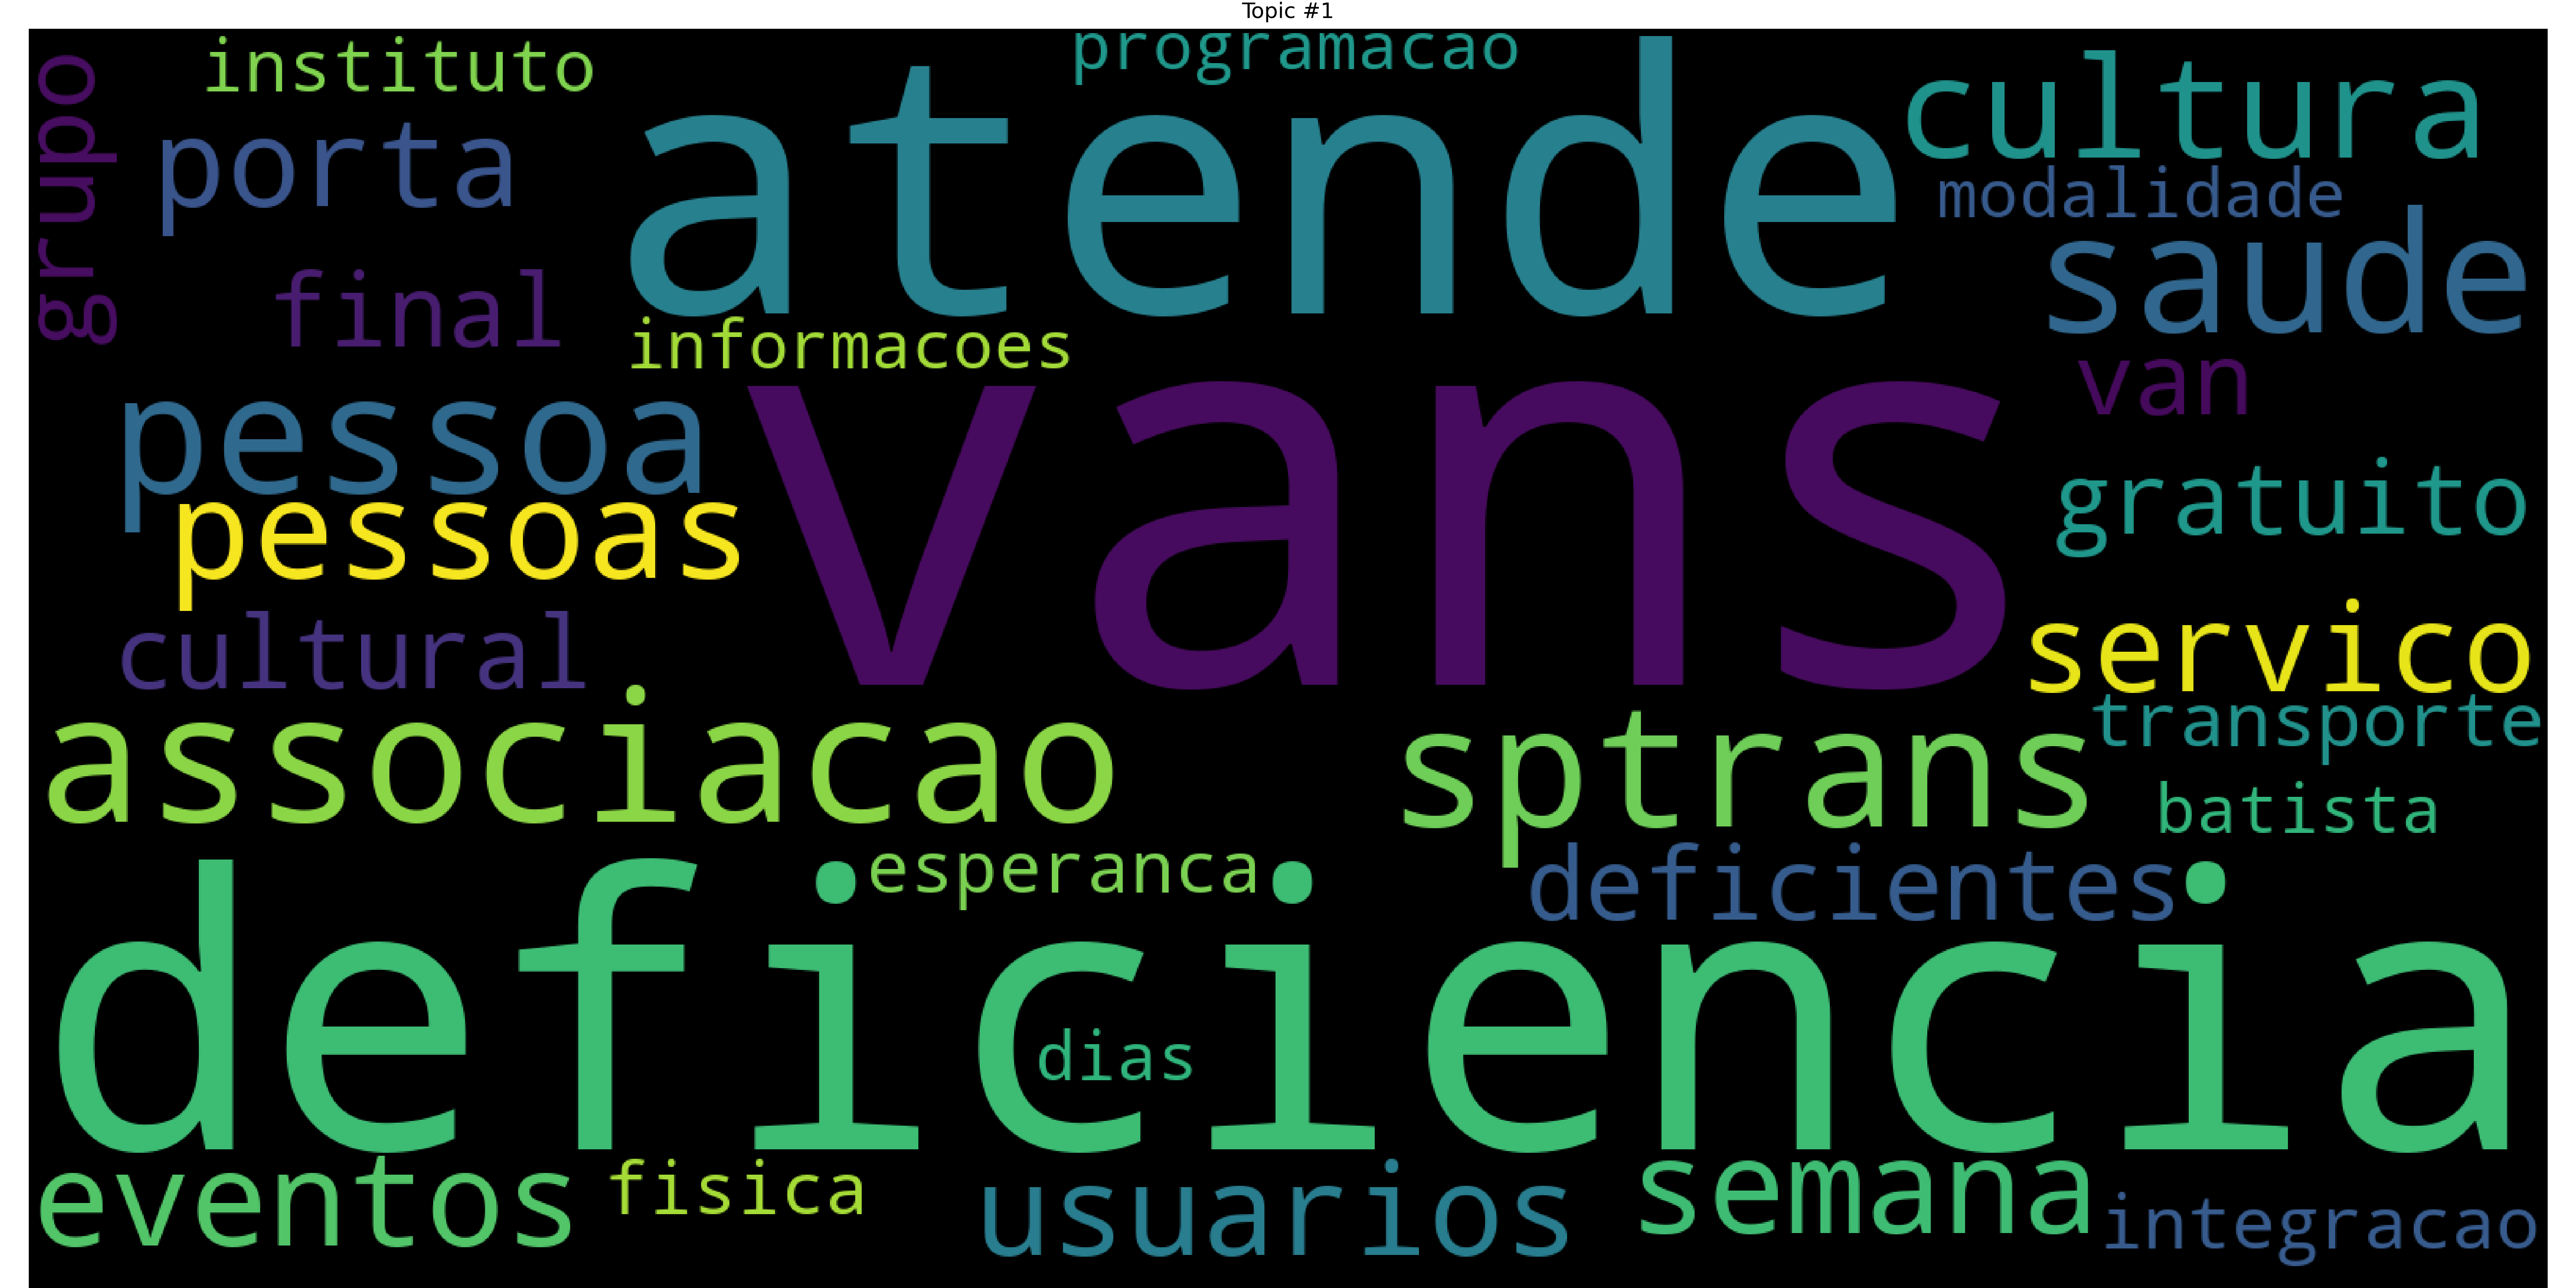 Topic #1
grupo
instituto
programacao
atende
cultura
porta
modalidade
saude
final
informacoes
van
vans
pessoa
pessoas
gratuito
cultural
servico
associacao
sptrans
transporte
batista
esperanca
deficientes
deficiencia
dias
eventos
fisica
usuarios
semana
integracao